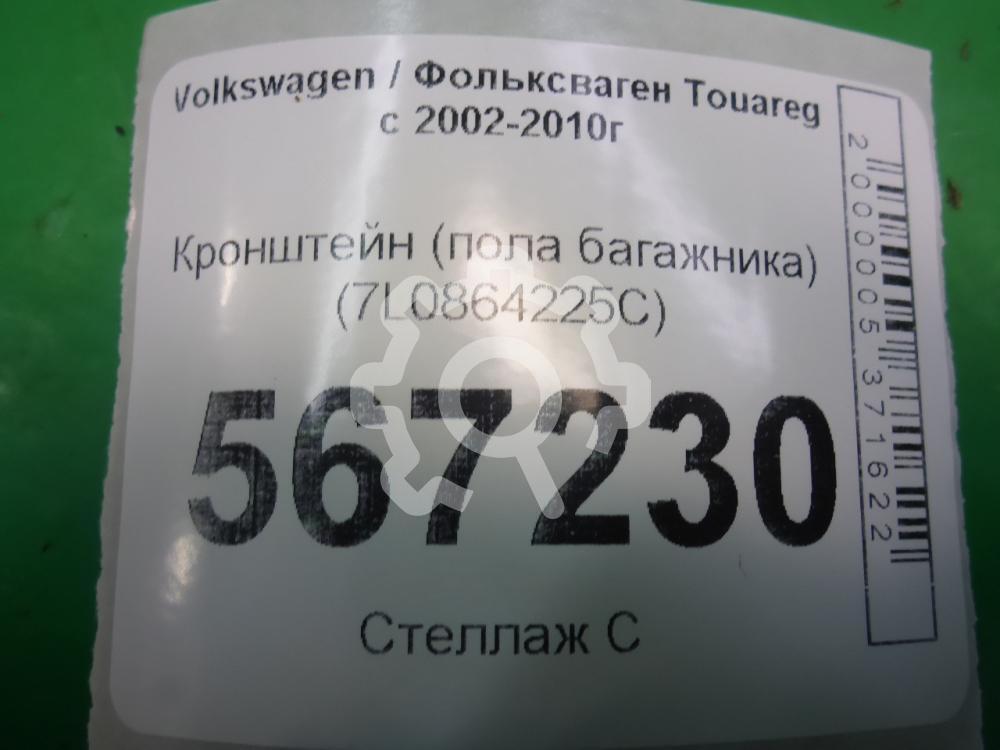 Volkswagen / Фольксваген Touareg
с 2002-2010г
Кронштейн (пола багажника)
(7L0864225C)
567230
Стеллаж С
2000005371622